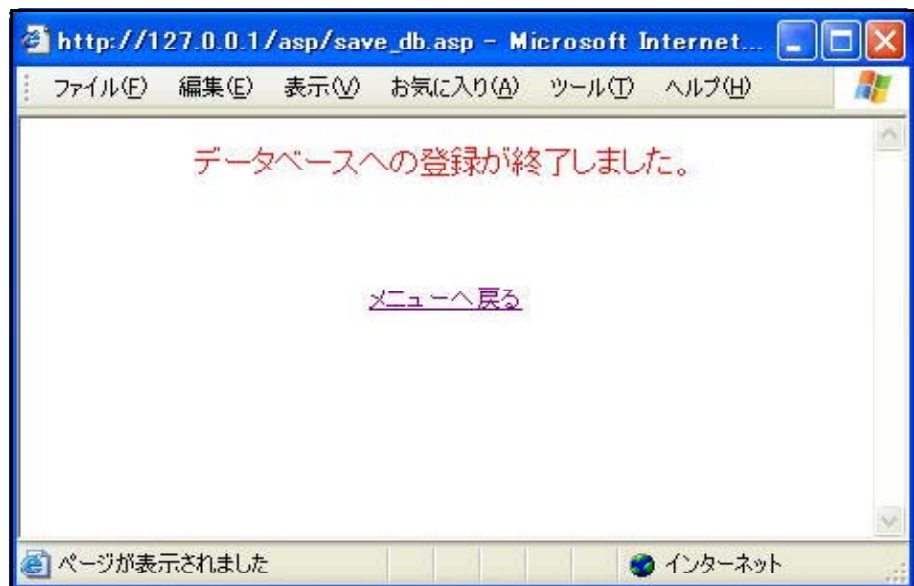 http://127.0.0.1/asp/save_db.asp - Microsoft Internet...
ファイル(F) 編集(E) 表示(V) お気に入り(A) ツール(T) ヘルプ(H)
データベースへの登録が終了しました。
メニューへ戻る
ページが表示されました インターネット